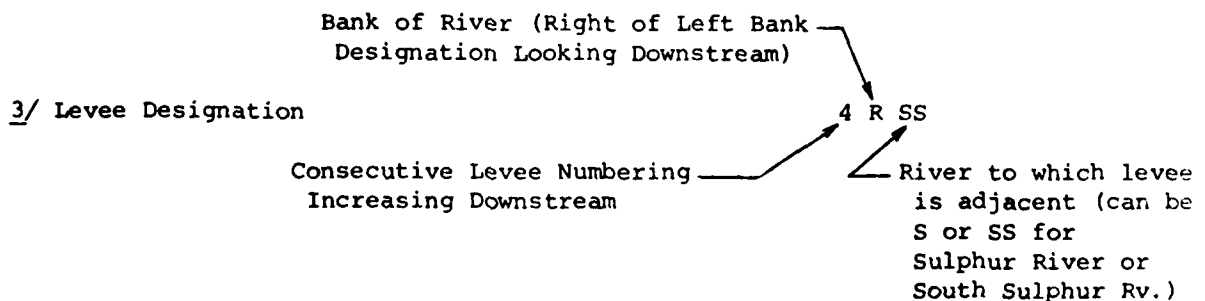 Bank of River (Right of Left Bank
Designation Looking Downstream)
3/ Levee Designation
4 R SS
Consecutive Levee Numbering
Increasing Downstream
River to which levee
is adjacent (can be
S or SS for
Sulphur River or
South Sulphur Rv.)